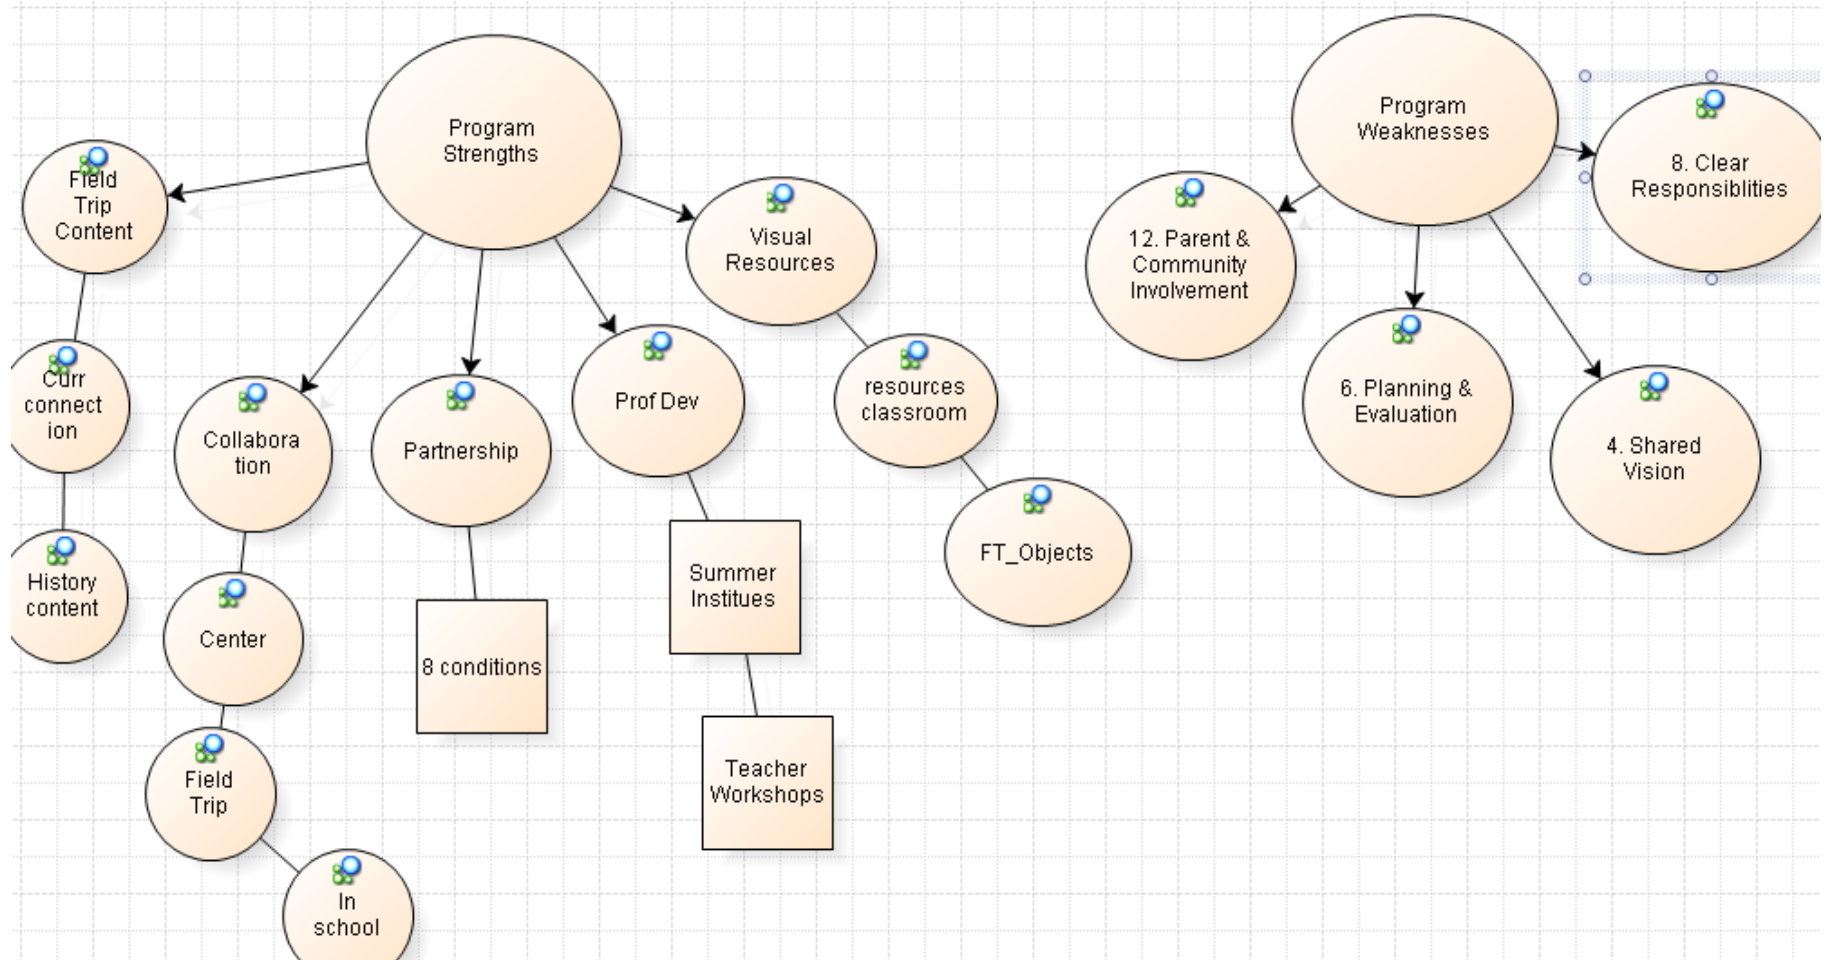 Program
Strengths
Field
Trip
Content
Curr
connect
ion
History
content
Collabora
tion
Center
Field
Trip
In
school
Partnership
8 conditions
Prof Dev
Summer
Institues
Teacher
Workshops
Visual
Resources
resources
classroom
FT_Objects
Program
Weaknesses
12. Parent &
Community
Involvement
6. Planning &
Evaluation
4. Shared
Vision
8. Clear
Responsiblities